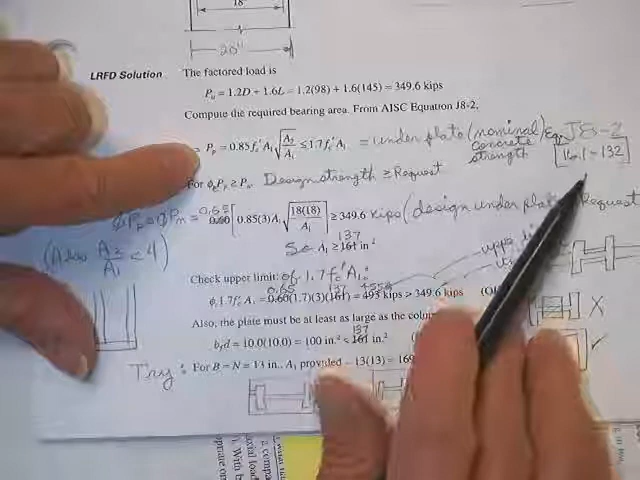 18"
20"
LRFD Solution The factored load is
Pu = 1.2D + 1.6L = 1.2(98) + 1.6(145) = 349.6 kips
Compute the required bearing area. From AISC Equation J8-2,
Pp = 0.85f'c A1 √(A2/A1) ≤ 1.7f'c A1 = under plate (nominal) Eq. J8-2
concrete
strength [16.1-132]
For ϕcPp ≥ Pu, Design strength ≥ Request
ϕPp = ϕPn = 0.65
0.60 [0.85(3)A1 √(18(18)/A1)] ≥ 349.6 kips (design under plate Request
(Also A2/A1 < 4)
137
So A1 ≥ 161 in²
Check upper limit: of 1.7f'c A1
0.65 137
ϕc1.7f'c A1 = 0.60(1.7)(3)(161) = 493 kips > 349.6 kips
Also, the plate must be at least as large as the
137
bfd = 10.0(10.0) = 100 in.² < 161 in.²
Try: For B = N = 13 in., A1 provided = 13(13) = 169